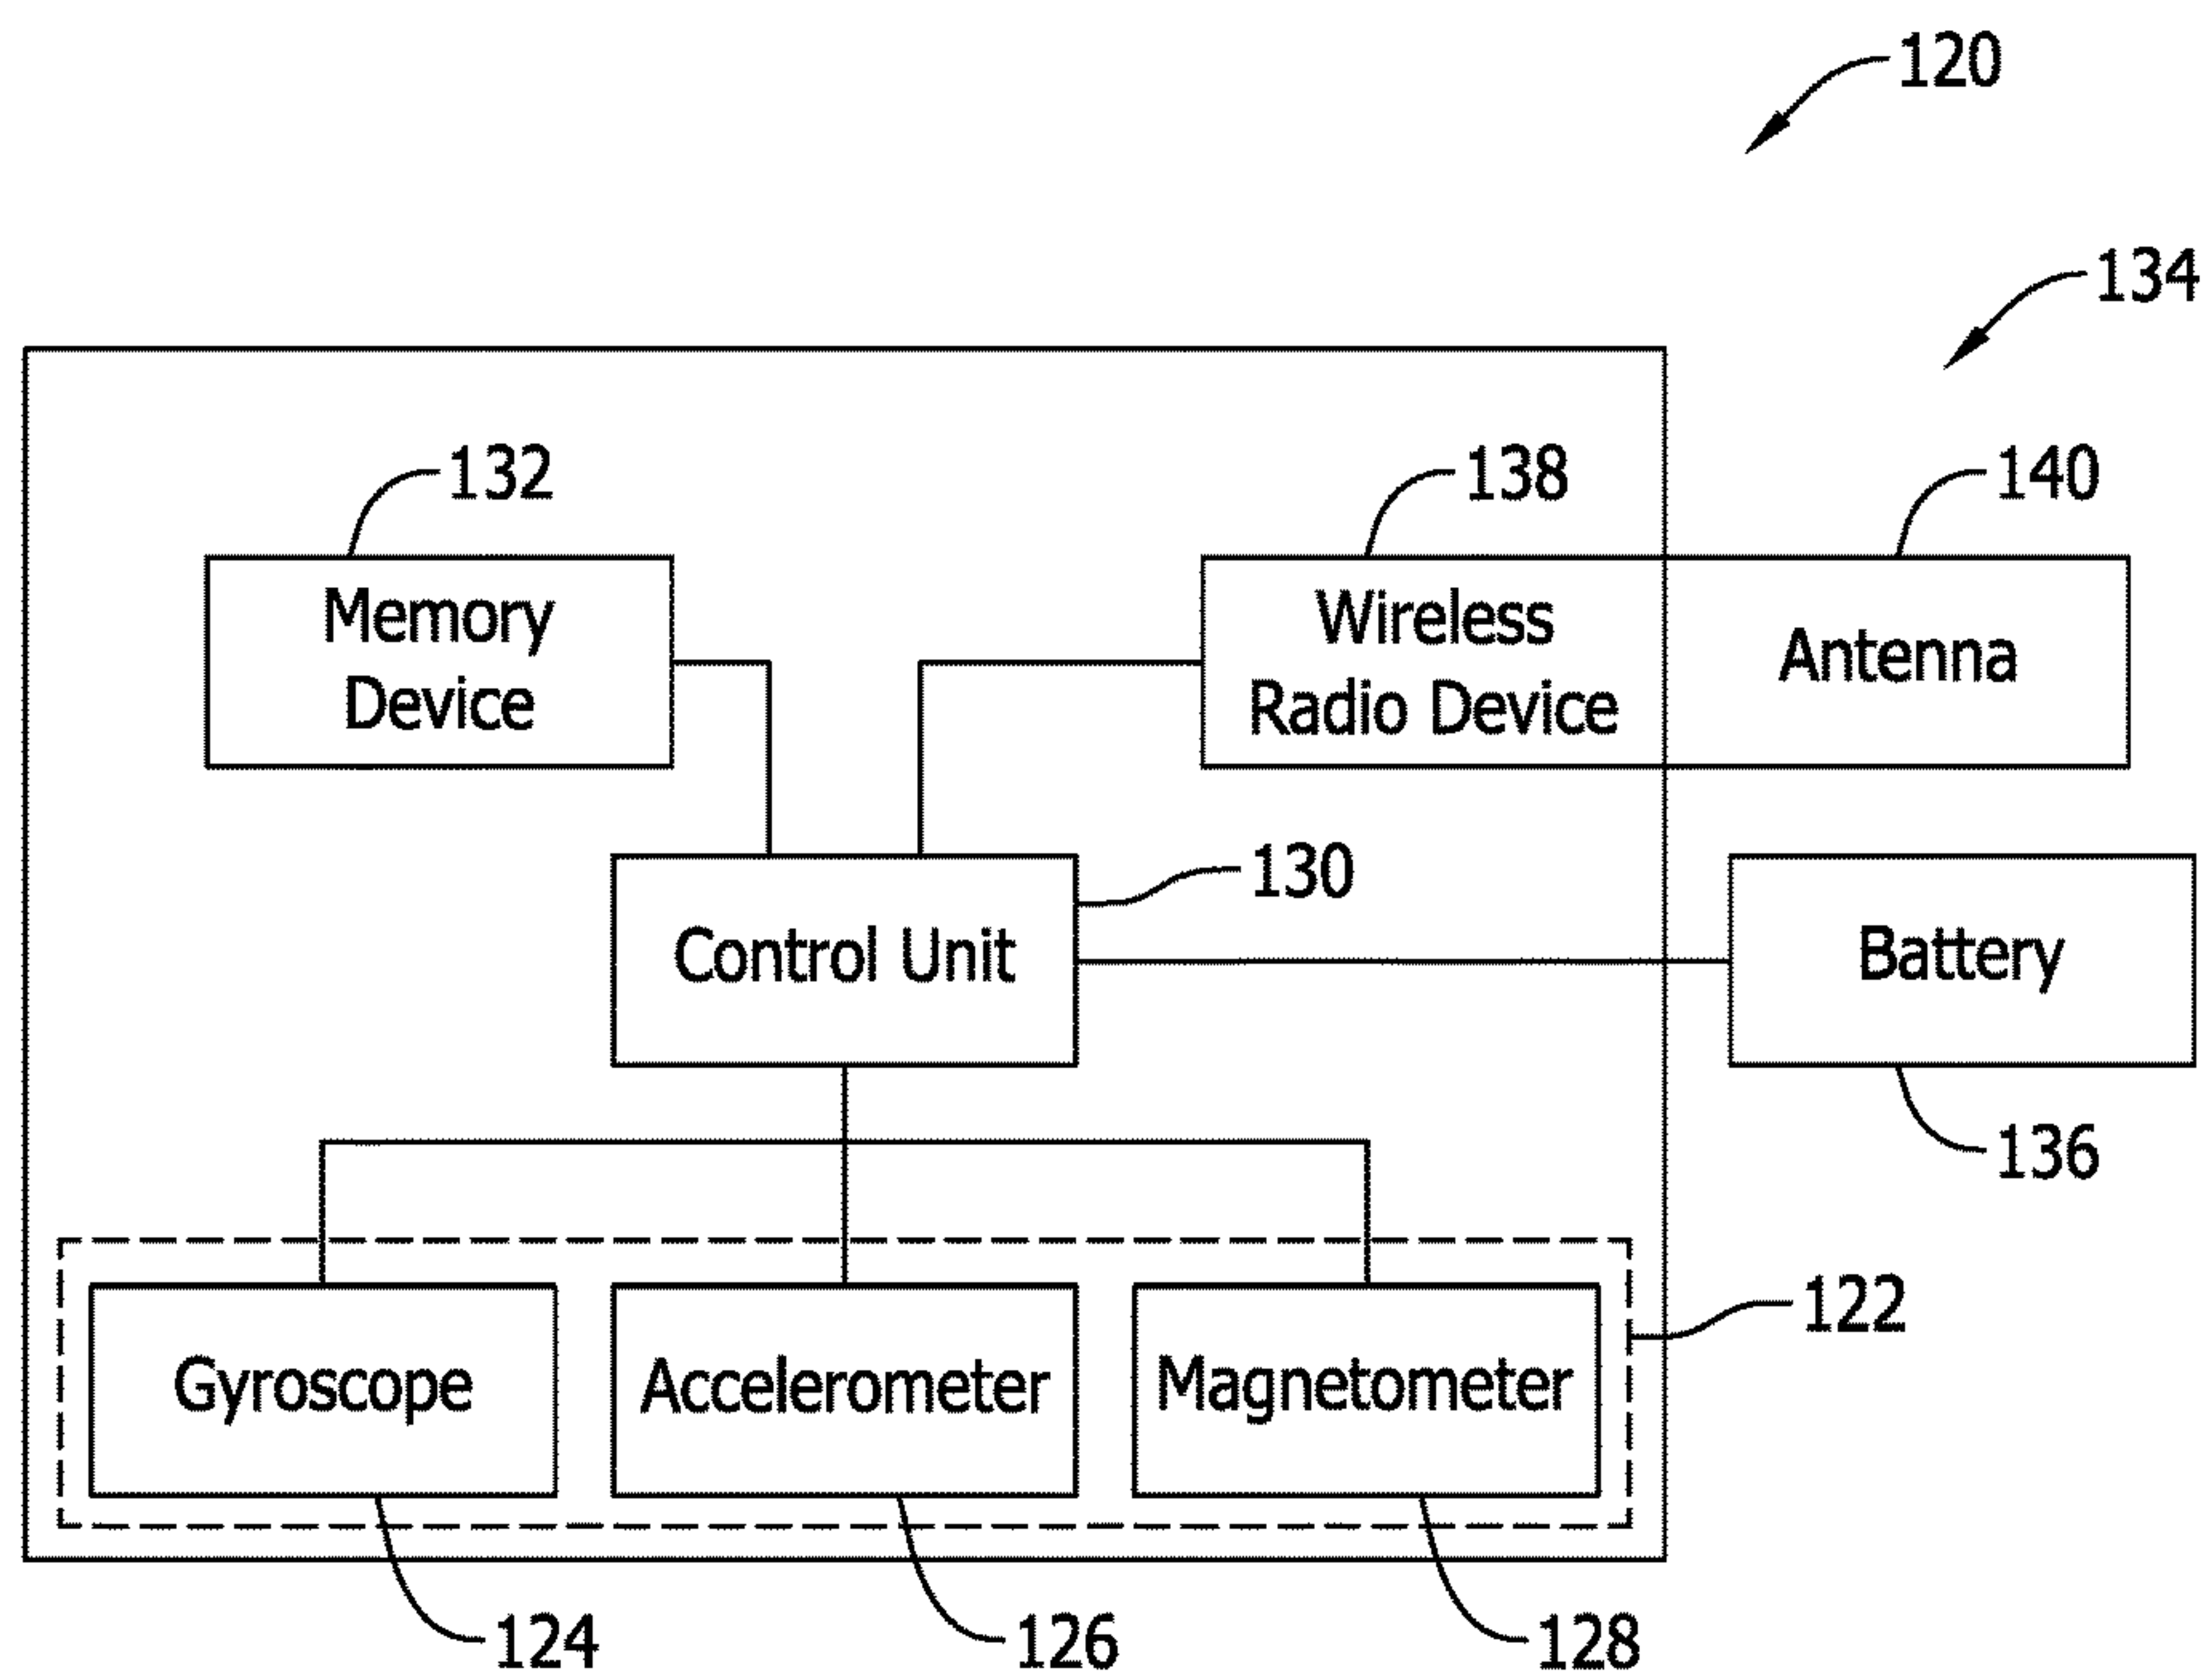 120
134
132
138
140
Memory
Device
Wireless
Radio Device
Antenna
130
Control Unit
Battery
136
122
Gyroscope
Accelerometer
Magnetometer
124
126
128